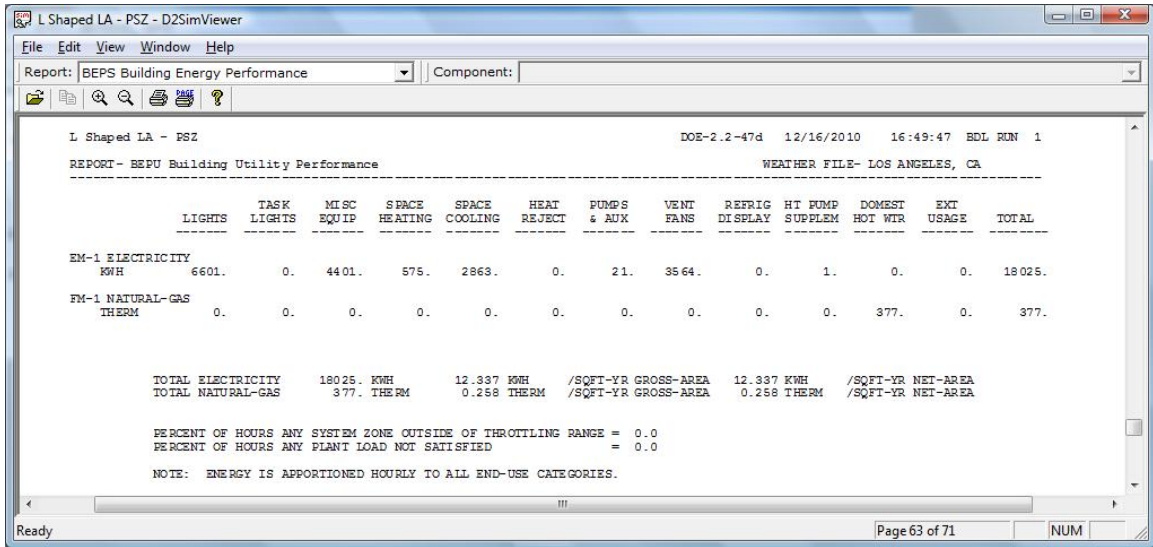 L Shaped LA - PSZ - D2SimViewer
File Edit View Window Help
Report: BEPS Building Energy Performance Component:
L Shaped LA - PSZ DOE-2.2-47d 12/16/2010 16:49:47 BDL RUN 1
REPORT- BEPU Building Utility Performance WEATHER FILE- LOS ANGELES, CA
TASK MISC SPACE SPACE HEAT PUMPS VENT REFRIG HT PUMP DOMEST EXT
LIGHTS LIGHTS EQUIP HEATING COOLING REJECT & AUX FANS DISPLAY SUPPLEM HOT WTR USAGE TOTAL
EM-1 ELECTRICITY
KWH 6601. 0. 4401. 575. 2863. 0. 21. 3564. 0. 1. 0. 0. 18025.
FM-1 NATURAL-GAS
THERM 0. 0. 0. 0. 0. 0. 0. 0. 0. 0. 377. 0. 377.
TOTAL ELECTRICITY 18025. KWH 12.337 KWH /SQFT-YR GROSS-AREA 12.337 KWH /SQFT-YR NET-AREA
TOTAL NATURAL-GAS 377. THERM 0.258 THERM /SQFT-YR GROSS-AREA 0.258 THERM /SQFT-YR NET-AREA
PERCENT OF HOURS ANY SYSTEM ZONE OUTSIDE OF THROTTLING RANGE = 0.0
PERCENT OF HOURS ANY PLANT LOAD NOT SATISFIED = 0.0
NOTE: ENERGY IS APPORTIONED HOURLY TO ALL END-USE CATEGORIES.
Ready Page 63 of 71 NUM